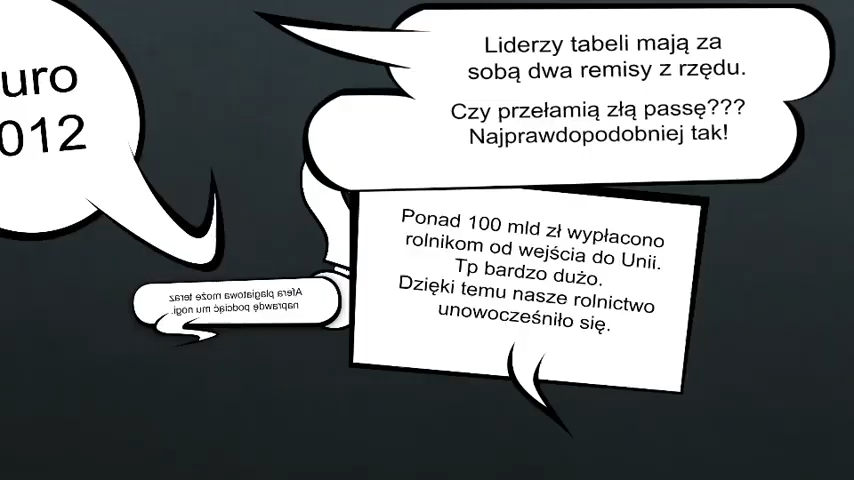 uro
012
Liderzy tabeli mają za
sobą dwa remisy z rzędu.
Czy przełamią złą passę???
Najprawdopodobniej tak!
Ponad 100 mld zł wypłacono
rolnikom od wejścia do Unii.
Tp bardzo dużo.
Dzięki temu nasze rolnictwo
unowocześniło się.
Afera plagiatowa może teraz
naprawdę podciąć mu nogi.